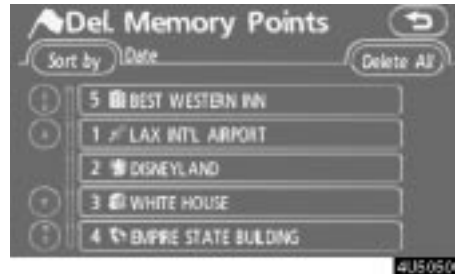 Del. Memory Points
Sort by Date Delete All
5 BEST WESTERN INN
1 LAX INT'L AIRPORT
2 DISNEYLAND
3 WHITE HOUSE
4 EMPIRE STATE BUILDING
4U5050